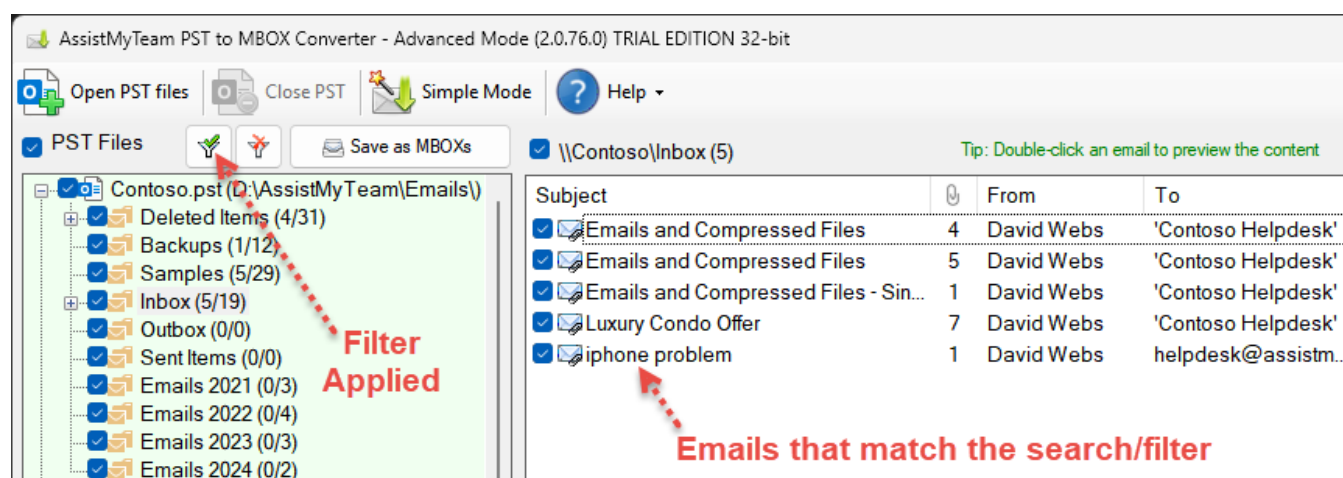 AssistMyTeam PST to MBOX Converter - Advanced Mode (2.0.76.0) TRIAL EDITION 32-bit
Open PST files Close PST Simple Mode ? Help
PST Files Save as MBOXs
Contoso.pst (D:\AssistMyTeam\Emails\)
Deleted Items (4/31)
Backups (1/12)
Samples (5/29)
Inbox (5/19)
Outbox (0/0)
Sent Items (0/0)
Emails 2021 (0/3)
Emails 2022 (0/4)
Emails 2023 (0/3)
Emails 2024 (0/2)
Filter
Applied
\\Contoso\Inbox (5) Tip: Double-click an email to preview the content
Subject From To
Emails and Compressed Files 4 David Webs 'Contoso Helpdesk'
Emails and Compressed Files 5 David Webs 'Contoso Helpdesk'
Emails and Compressed Files - Sin... 1 David Webs 'Contoso Helpdesk'
Luxury Condo Offer 7 David Webs 'Contoso Helpdesk'
iphone problem 1 David Webs helpdesk@assistm...
Emails that match the search/filter